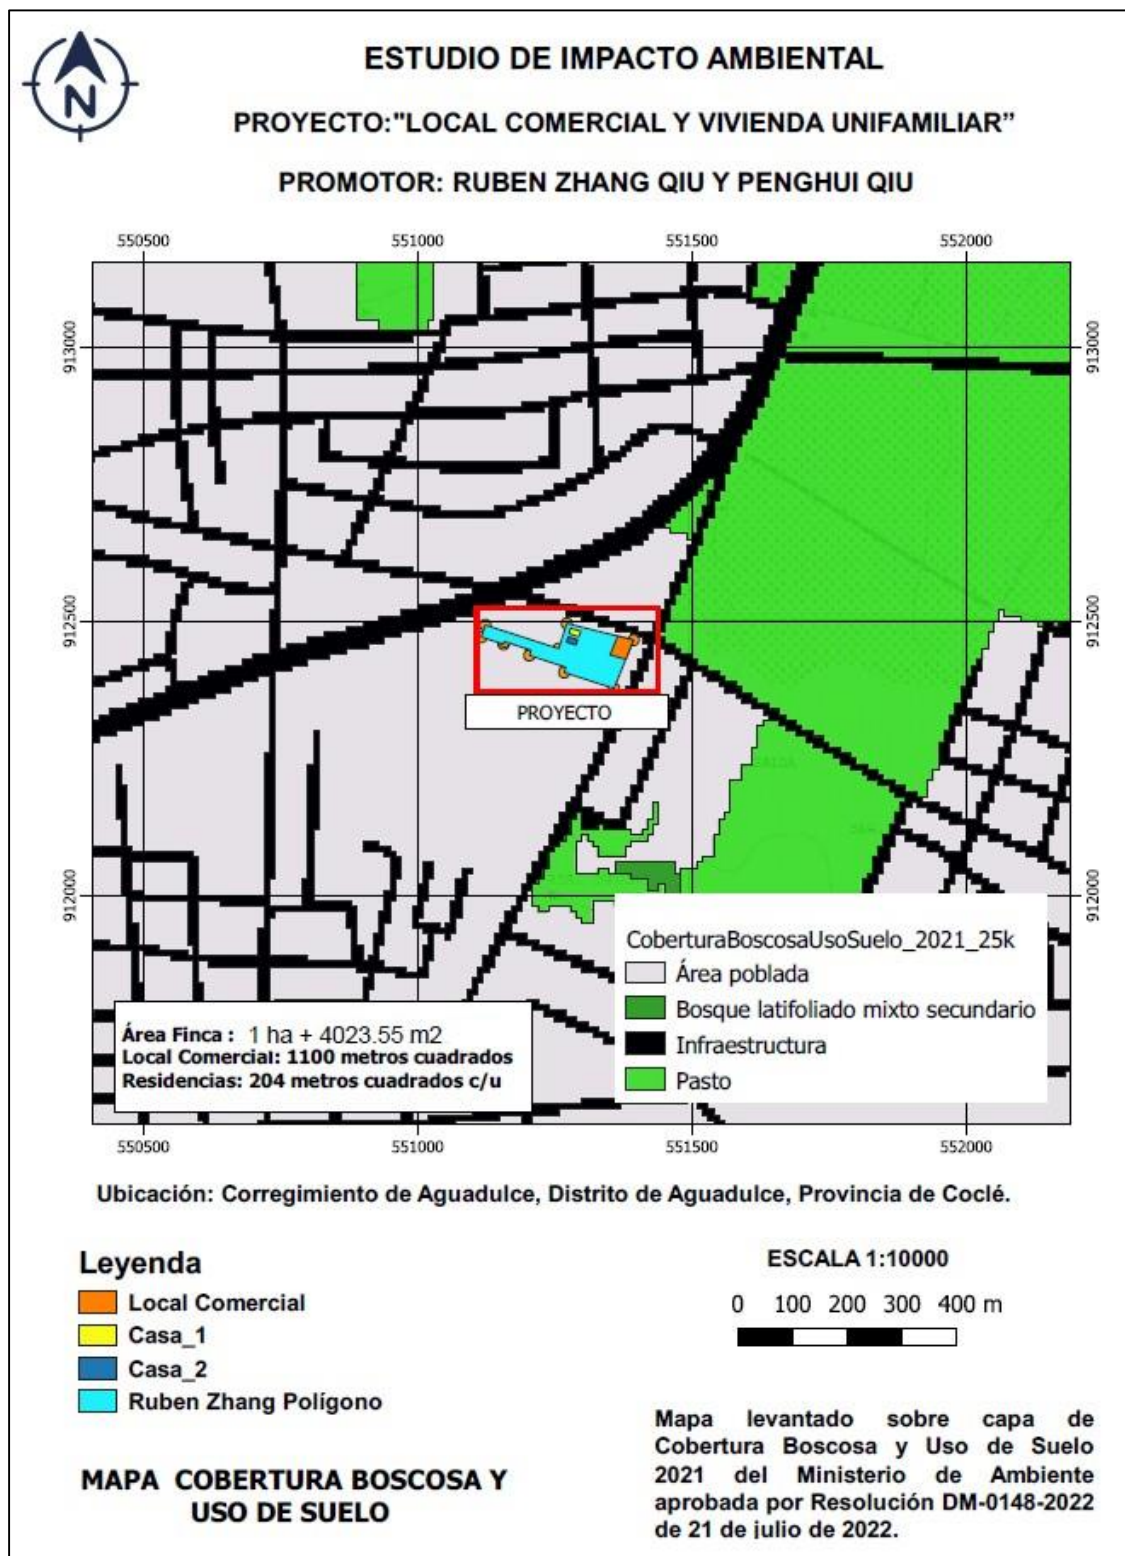 N
ESTUDIO DE IMPACTO AMBIENTAL
PROYECTO:"LOCAL COMERCIAL Y VIVIENDA UNIFAMILIAR”
PROMOTOR: RUBEN ZHANG QIU Y PENGHUI QIU
550500 551000 551500 552000
913000 913000
912500 912500
PROYECTO
912000 912000
CoberturaBoscosaUsoSuelo_2021_25k
Área poblada
Bosque latifoliado mixto secundario
Infraestructura
Pasto
Área Finca : 1 ha + 4023.55 m2
Local Comercial: 1100 metros cuadrados
Residencias: 204 metros cuadrados c/u
550500 551000 551500 552000
Ubicación: Corregimiento de Aguadulce, Distrito de Aguadulce, Provincia de Coclé.
Leyenda
Local Comercial
Casa_1
Casa_2
Ruben Zhang Polígono
MAPA COBERTURA BOSCOSA Y
USO DE SUELO
ESCALA 1:10000
0 100 200 300 400 m
Mapa levantado sobre capa de
Cobertura Boscosa y Uso de Suelo
2021 del Ministerio de Ambiente
aprobada por Resolución DM-0148-2022
de 21 de julio de 2022.